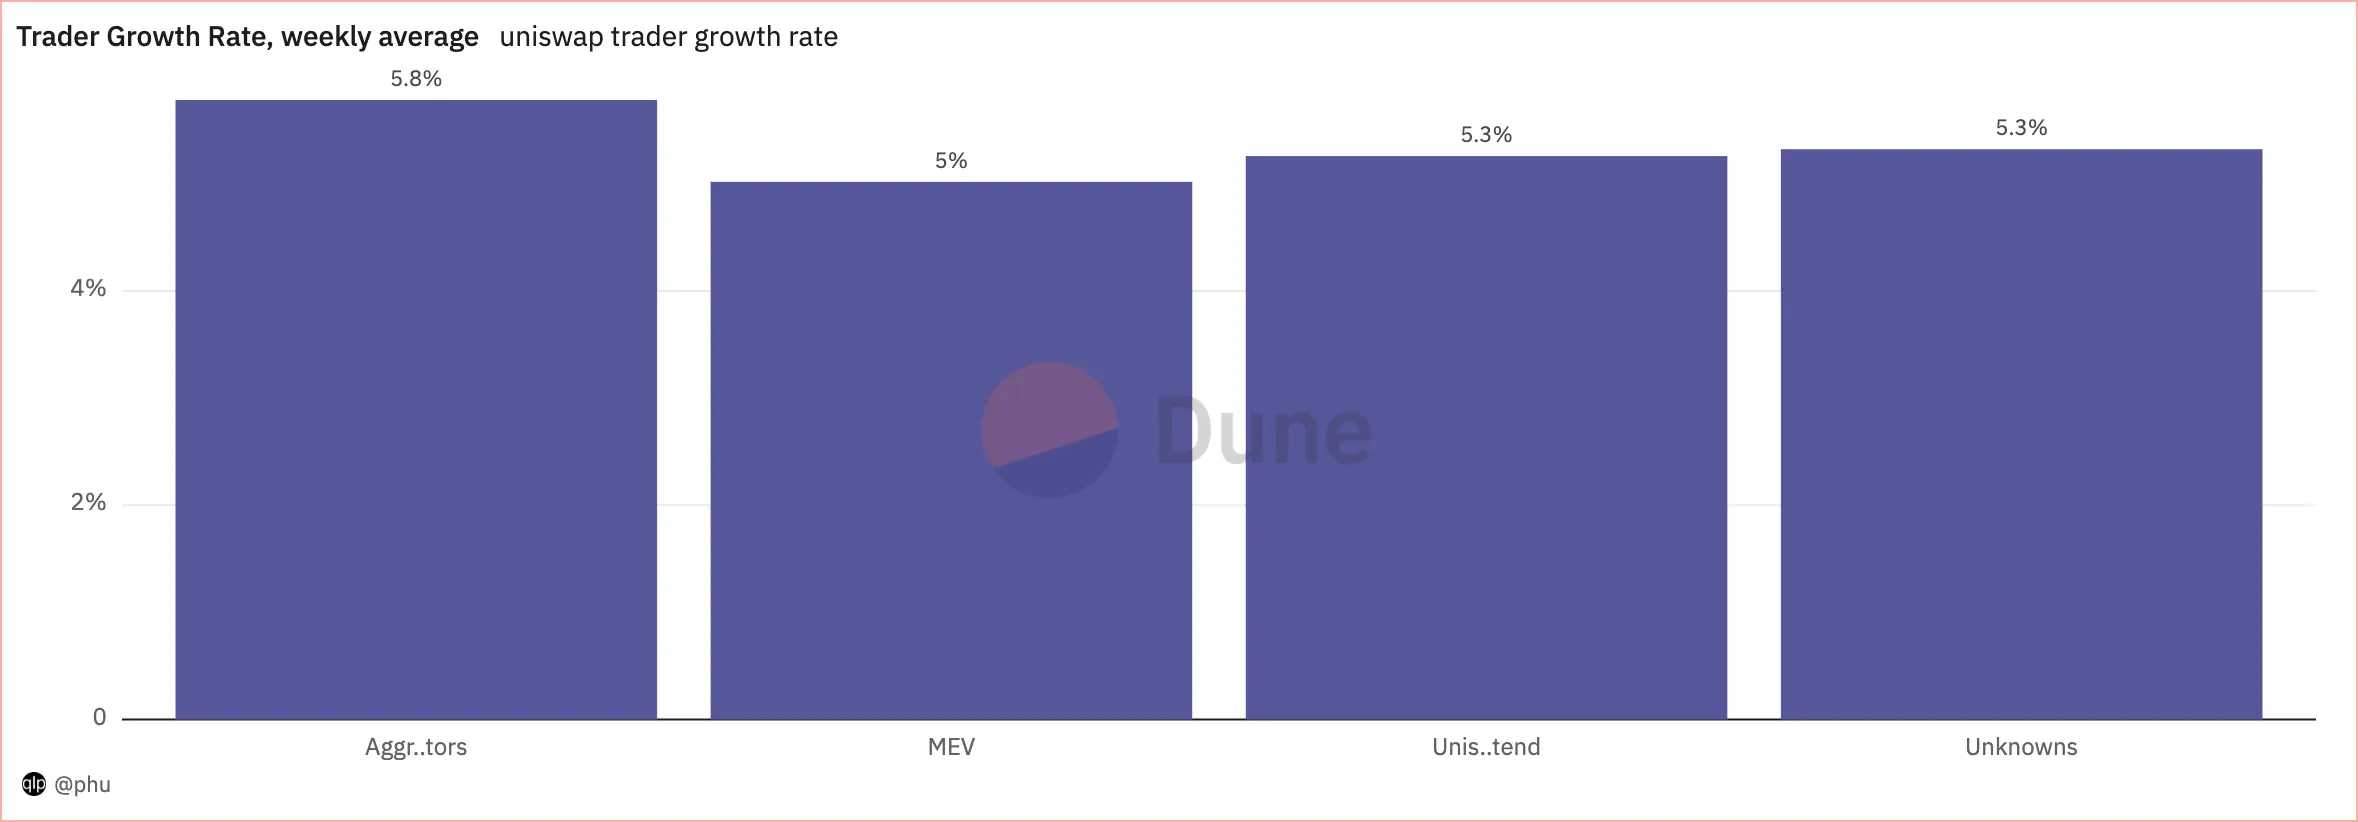 Trader Growth Rate, weekly average uniswap trader growth rate
5.8%
5%
5.3%
5.3%
4%
2%
0
Dune
Aggr..tors
MEV
Unis..tend
Unknowns
qlp @phu